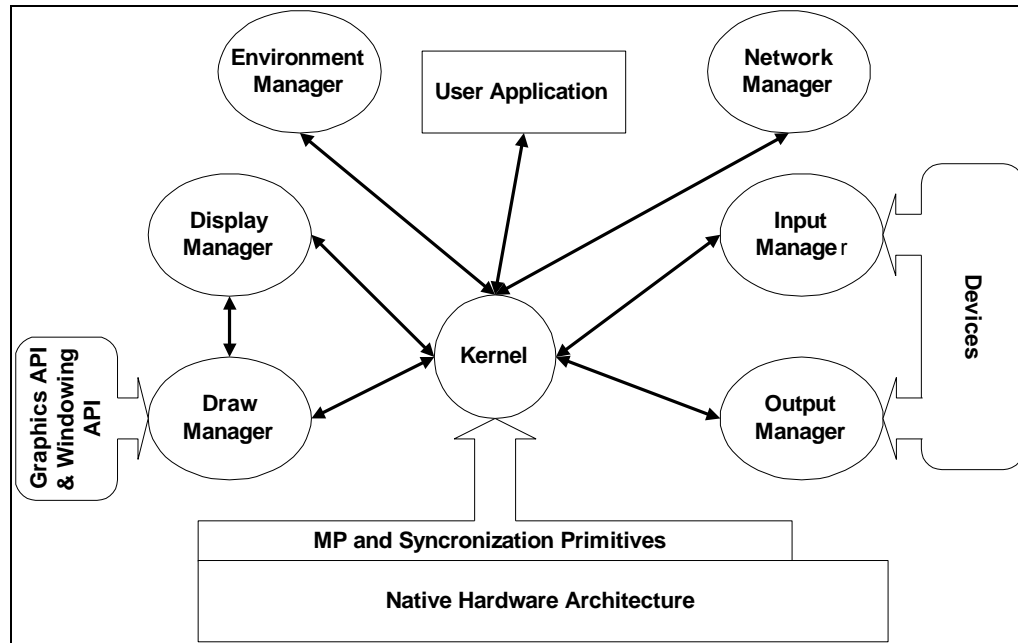 Environment
Manager
User Application
Network
Manager
Display
Manager
Input
Manager
Devices
Kernel
Graphics API
& Windowing
API
Draw
Manager
Output
Manager
MP and Syncronization Primitives
Native Hardware Architecture